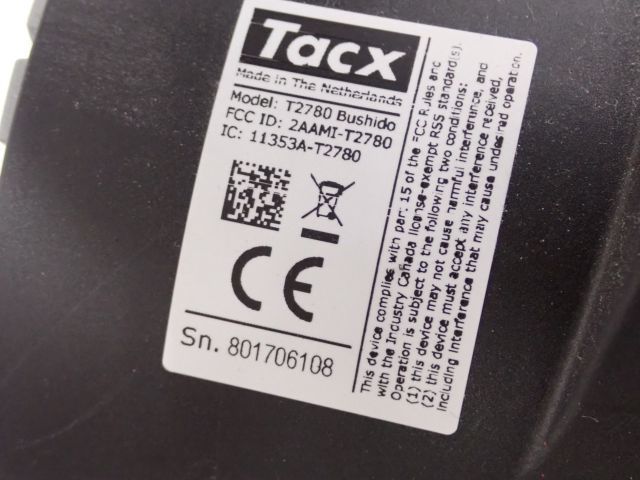 Tacx
Made in The Netherlands
Model: T2780 Bushido
FCC ID: 2AAMI-T2780
IC: 11353A-T2780
CE
Sn. 801706108
This device complies with part 15 of the FCC Rules and
with the Industry Canada license-exempt RSS standard(s).
Operation is subject to the following two conditions:
(1) this device may not cause harmful interference, and
(2) this device must accept any interference received,
including interference that may cause undesired operation.